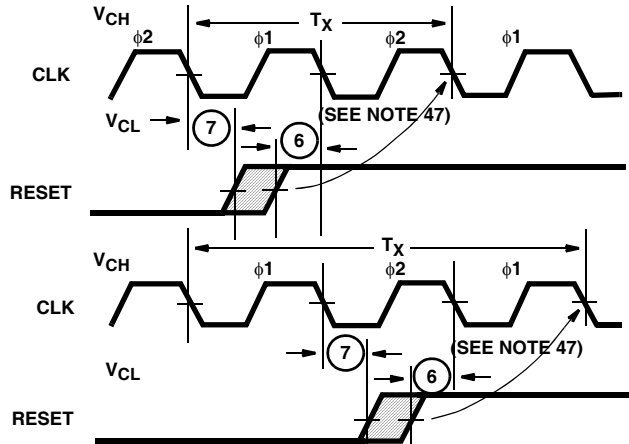 V_CH
T_X
ϕ2 ϕ1 ϕ2 ϕ1
CLK
V_CL
7
6
(SEE NOTE 47)
RESET
T_X
V_CH
ϕ1 ϕ2 ϕ1
CLK
V_CL
7
6
(SEE NOTE 47)
RESET